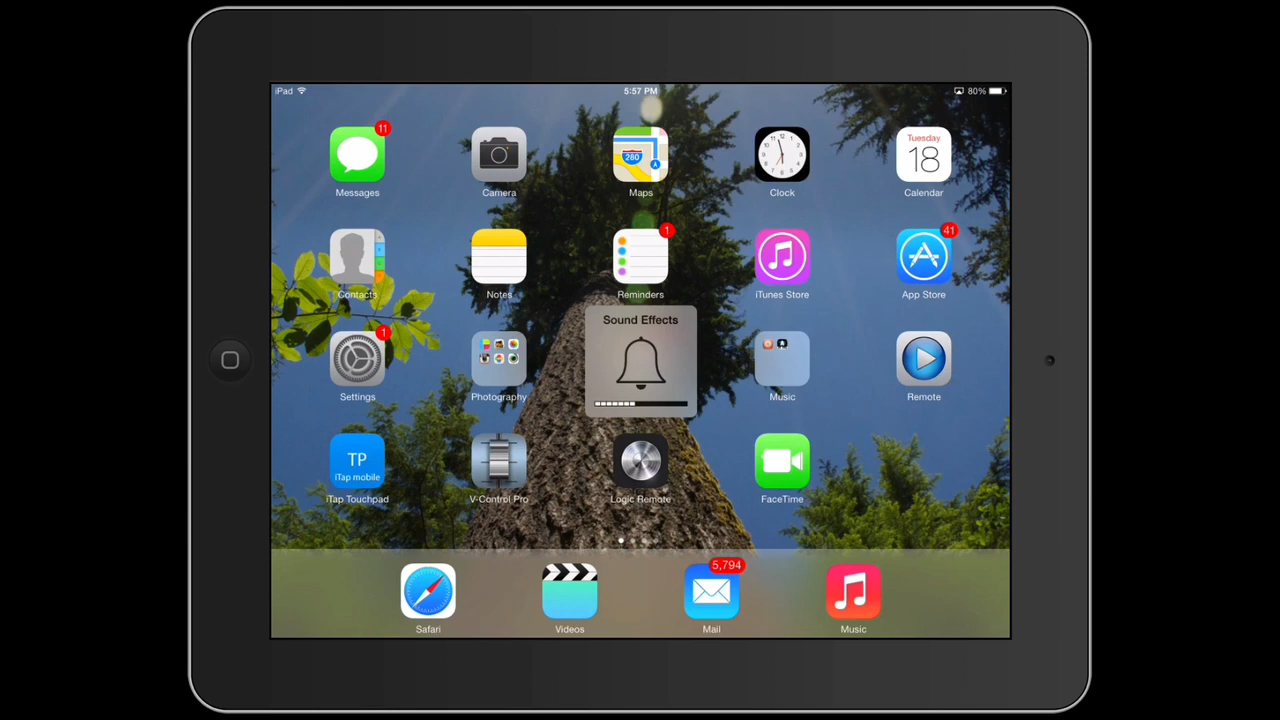 iPad 5:57 PM 80%
11
Messages Camera Maps Clock Calendar
280
Tuesday
18
1 41
Contacts Notes Reminders iTunes Store App Store
Sound Effects
1
Settings Photography Music Remote
TP
iTap mobile
iTap Touchpad V-Control Pro Logic Remote FaceTime
5,794
Safari Videos Mail Music